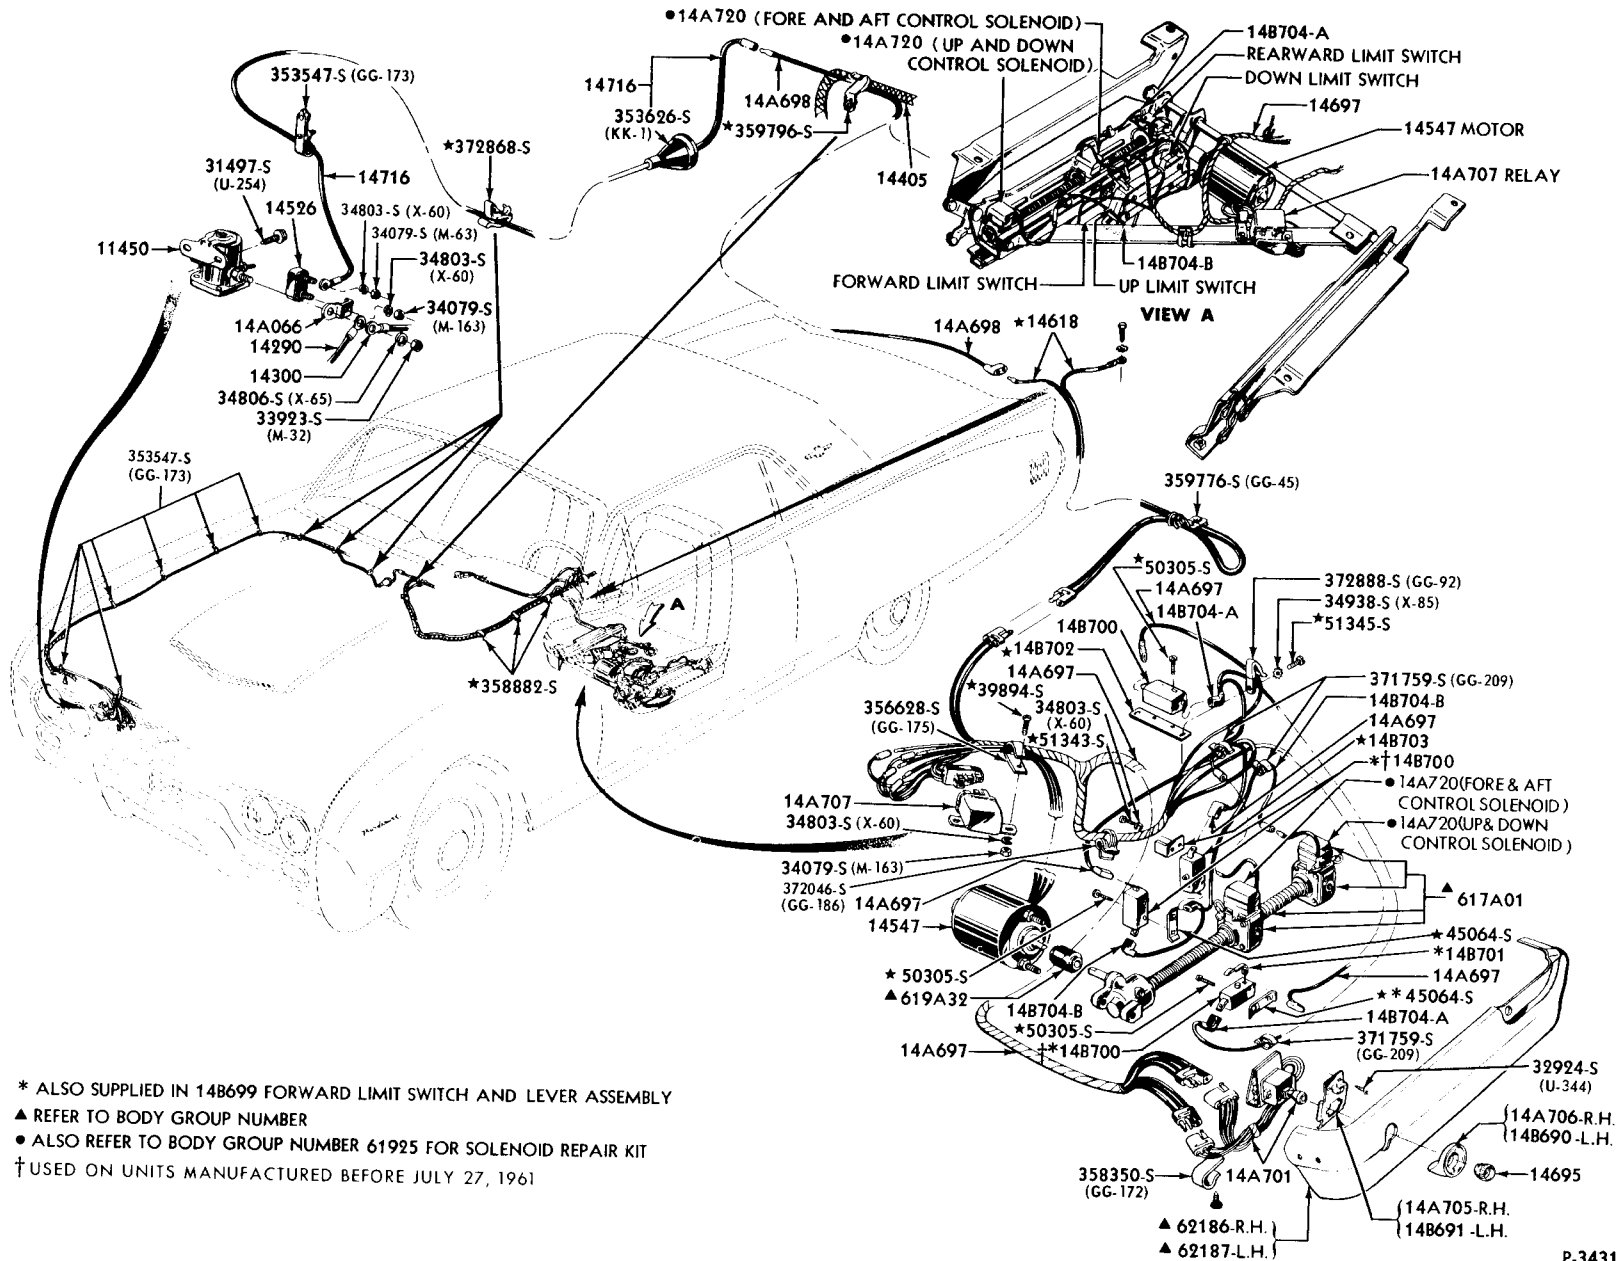 ●14A720 (FORE AND AFT CONTROL SOLENOID)
●14A720 (UP AND DOWN
CONTROL SOLENOID)
14B704-A
REARWARD LIMIT SWITCH
DOWN LIMIT SWITCH
14697
14547 MOTOR
14A707 RELAY
14B704-B
FORWARD LIMIT SWITCH
UP LIMIT SWITCH
VIEW A
353547-S (GG-173)
14716
353626-S
(KK-1)
14A698
★359796-S
14405
★372868-S
31497-S
(U-254)
14716
14526
34803-S (X-60)
34079-S (M-63)
11450
34803-S
(X-60)
34079-S
(M-163)
14A066
14290
14300
34806-S (X-65)
33923-S
(M-32)
14A698
★14618
353547-S
(GG-173)
359776-S (GG-45)
A
★358882-S
★50305-S
14A697
14B704-A
372888-S (GG-92)
34938-S (X-85)
★51345-S
14B700
★14B702
14A697
★39894-S
34803-S
(X-60)
★51343-S
356628-S
(GG-175)
371759-S (GG-209)
14B704-B
14A697
★14B703
*†14B700
●14A720(FORE & AFT
CONTROL SOLENOID)
●14A720(UP& DOWN
CONTROL SOLENOID)
14A707
34803-S (X-60)
34079-S (M-163)
372046-S
(GG-186)
14A697
14547
▲
617A01
★50305-S
▲619A32
14B704-B
★50305-S
14A697
†*14B700
★45064-S
*14B701
14A697
★*45064-S
14B704-A
371759-S
(GG-209)
32924-S
(U-344)
14A706-R.H.
14B690-L.H.
14695
14A701
358350-S
(GG-172)
14A705-R.H.
14B691-L.H.
▲62186-R.H.
▲62187-L.H.
* ALSO SUPPLIED IN 14B699 FORWARD LIMIT SWITCH AND LEVER ASSEMBLY
▲ REFER TO BODY GROUP NUMBER
● ALSO REFER TO BODY GROUP NUMBER 61925 FOR SOLENOID REPAIR KIT
† USED ON UNITS MANUFACTURED BEFORE JULY 27, 1961
P-3431